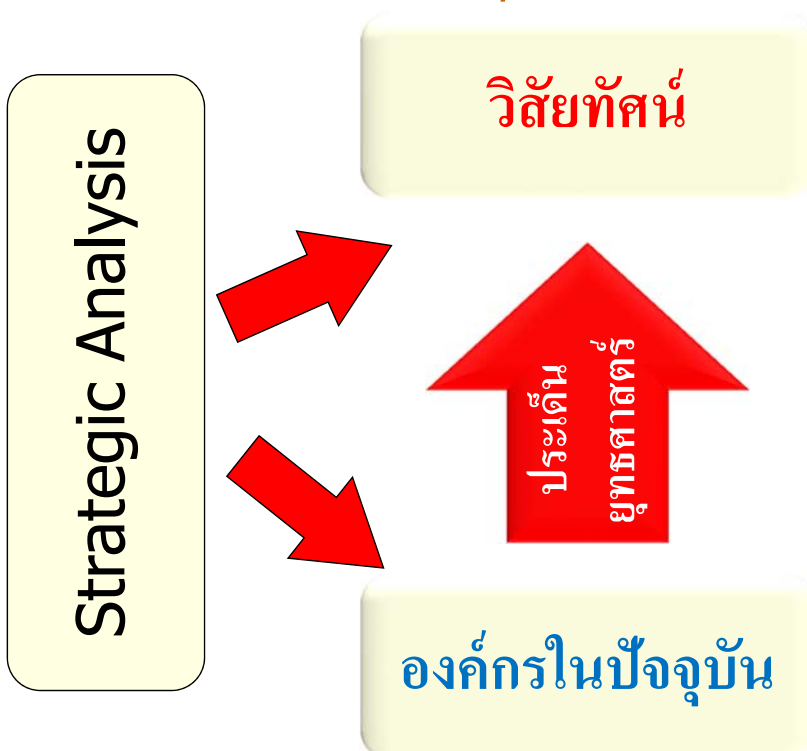 วิสัยทัศน์
Strategic Analysis
ประเด็น
ยุทธศาสตร์
องค์กรในปัจจุบัน